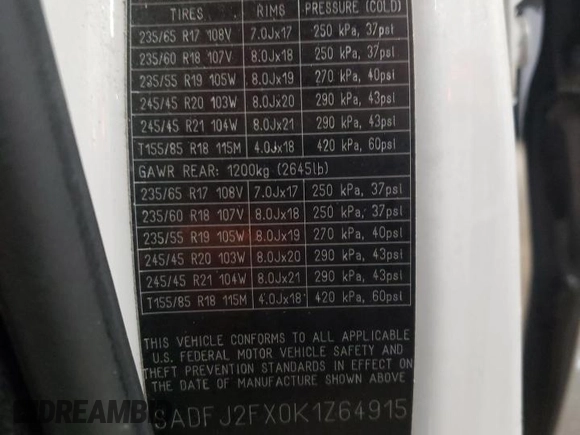 TIRES RIMS PRESSURE (COLD)
235/65 R17 108V 7.0Jx17 250 kPa, 37psi
235/60 R18 107V 8.0Jx18 250 kPa, 37psi
235/55 R19 105W 8.0Jx19 270 kPa, 40psi
245/45 R20 103W 8.0Jx20 290 kPa, 43psi
245/45 R21 104W 8.0Jx21 290 kPa, 43psi
T155/85 R18 115M 4.0Jx18 420 kPa, 60psi
GAWR REAR: 1200kg (2645lb)
235/65 R17 108V 7.0Jx17 250 kPa, 37psi
235/60 R18 107V 8.0Jx18 250 kPa, 37psi
235/55 R19 105W 8.0Jx19 270 kPa, 40psi
245/45 R20 103W 8.0Jx20 290 kPa, 43psi
245/45 R21 104W 8.0Jx21 290 kPa, 43psi
T155/85 R18 115M 4.0Jx18 420 kPa, 60psi
THIS VEHICLE CONFORMS TO ALL APPLICABLE
U.S. FEDERAL MOTOR VEHICLE SAFETY AND
THEFT PREVENTION STANDARDS IN EFFECT ON
THE DATE OF MANUFACTURE SHOWN ABOVE
SADFJ2FX0K1Z64915